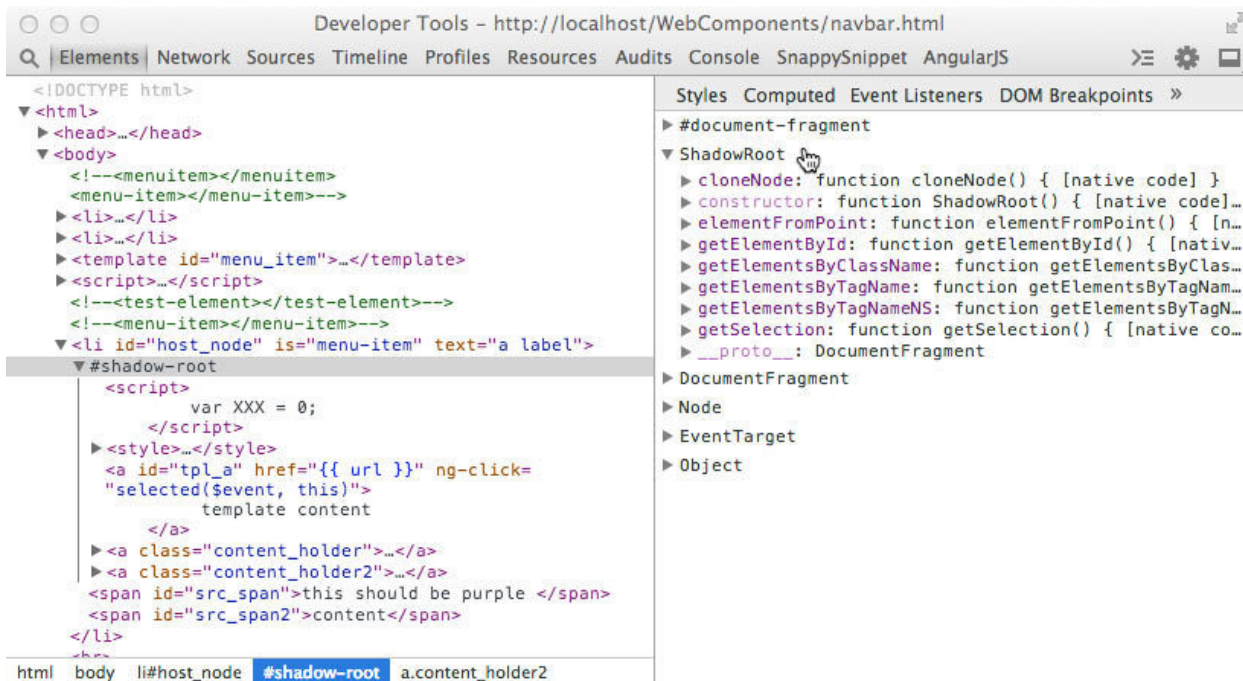 Developer Tools – http://localhost/WebComponents/navbar.html
Elements Network Sources Timeline Profiles Resources Audits Console SnappySnippet AngularJS
<!DOCTYPE html>
▼<html>
▶<head>…</head>
▼<body>
<!--<menuitem></menuitem>
<menu-item></menu-item>-->
▶<li>…</li>
▶<li>…</li>
▶<template id="menu_item">…</template>
▶<script>…</script>
<!--<test-element></test-element>-->
<!--<menu-item></menu-item>-->
▼<li id="host_node" is="menu-item" text="a label">
▼#shadow-root
<script>
var XXX = 0;
</script>
▶<style>…</style>
<a id="tpl_a" href="{{ url }}" ng-click=
"selected($event, this)">
template content
</a>
▶<a class="content_holder">…</a>
▶<a class="content_holder2">…</a>
<span id="src_span">this should be purple </span>
<span id="src_span2">content</span>
</li>
<br>
html body li#host_node #shadow-root a.content_holder2
Styles Computed Event Listeners DOM Breakpoints »
▶#document-fragment
▼ShadowRoot
▶cloneNode: function cloneNode() { [native code] }
▶constructor: function ShadowRoot() { [native code]…
▶elementFromPoint: function elementFromPoint() { [n…
▶getElementById: function getElementById() { [nativ…
▶getElementsByClassName: function getElementsByClas…
▶getElementsByTagName: function getElementsByTagNam…
▶getElementsByTagNameNS: function getElementsByTagN…
▶getSelection: function getSelection() { [native co…
▶__proto__: DocumentFragment
▶DocumentFragment
▶Node
▶EventTarget
▶Object